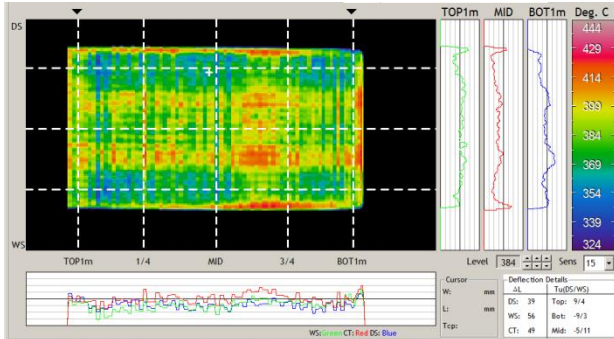 TOP1m MID BOT1m Deg. C
DS
444
429
414
399
384
369
354
339
324
WS
TOP1m 1/4 MID 3/4 BOT1m
Level 384 Sens 15
Cursor
W: mm
L: mm
Tcp:
Deflection Details
ΔL Tu(DS/WS)
DS: 39 Top: 9/4
WS: 56 Bot: -9/3
CT: 49 Mid: -5/11
WS:Green CT: Red DS: Blue